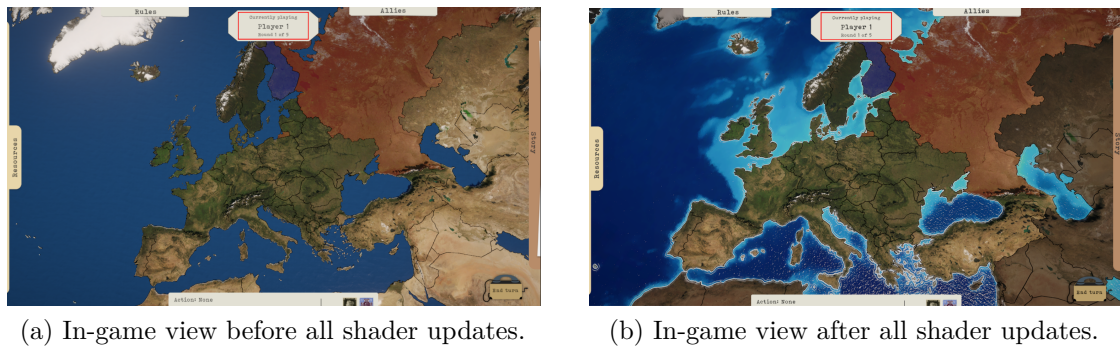 Rules
Currently playing
Player 1
Round 1 of 5
Allies
Resources
Story
Action: None
End turn
Rules
Currently playing
Player 1
Round 1 of 5
Allies
Resources
Story
Action: None
End turn
(a) In-game view before all shader updates.
(b) In-game view after all shader updates.